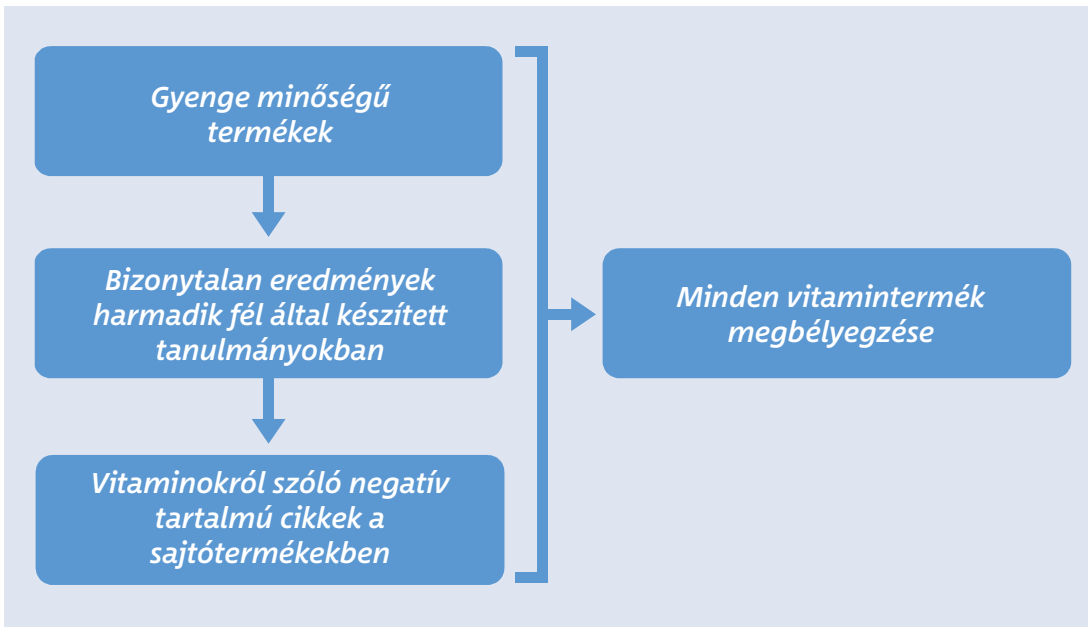 Gyenge minőségű
termékek
Bizonytalan eredmények
harmadik fél által készített
tanulmányokban
Vitaminokról szóló negatív
tartalmú cikkek a
sajtótermékekben
Minden vitamintermék
megbélyegzése